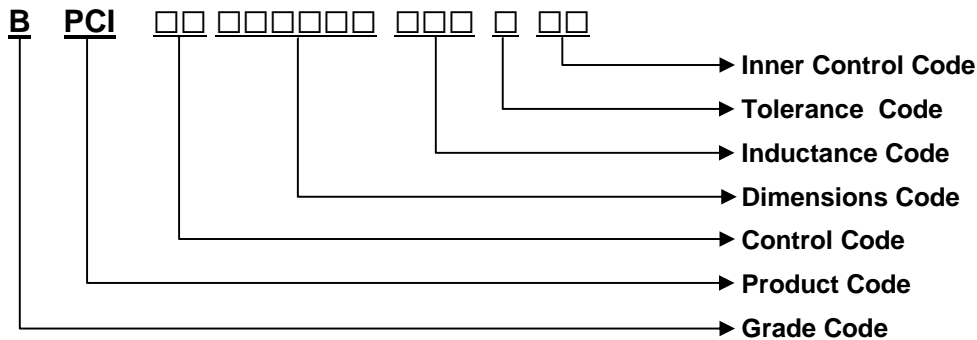 B PCI □□ □□□□□□ □□□ □ □□
Inner Control Code
Tolerance Code
Inductance Code
Dimensions Code
Control Code
Product Code
Grade Code